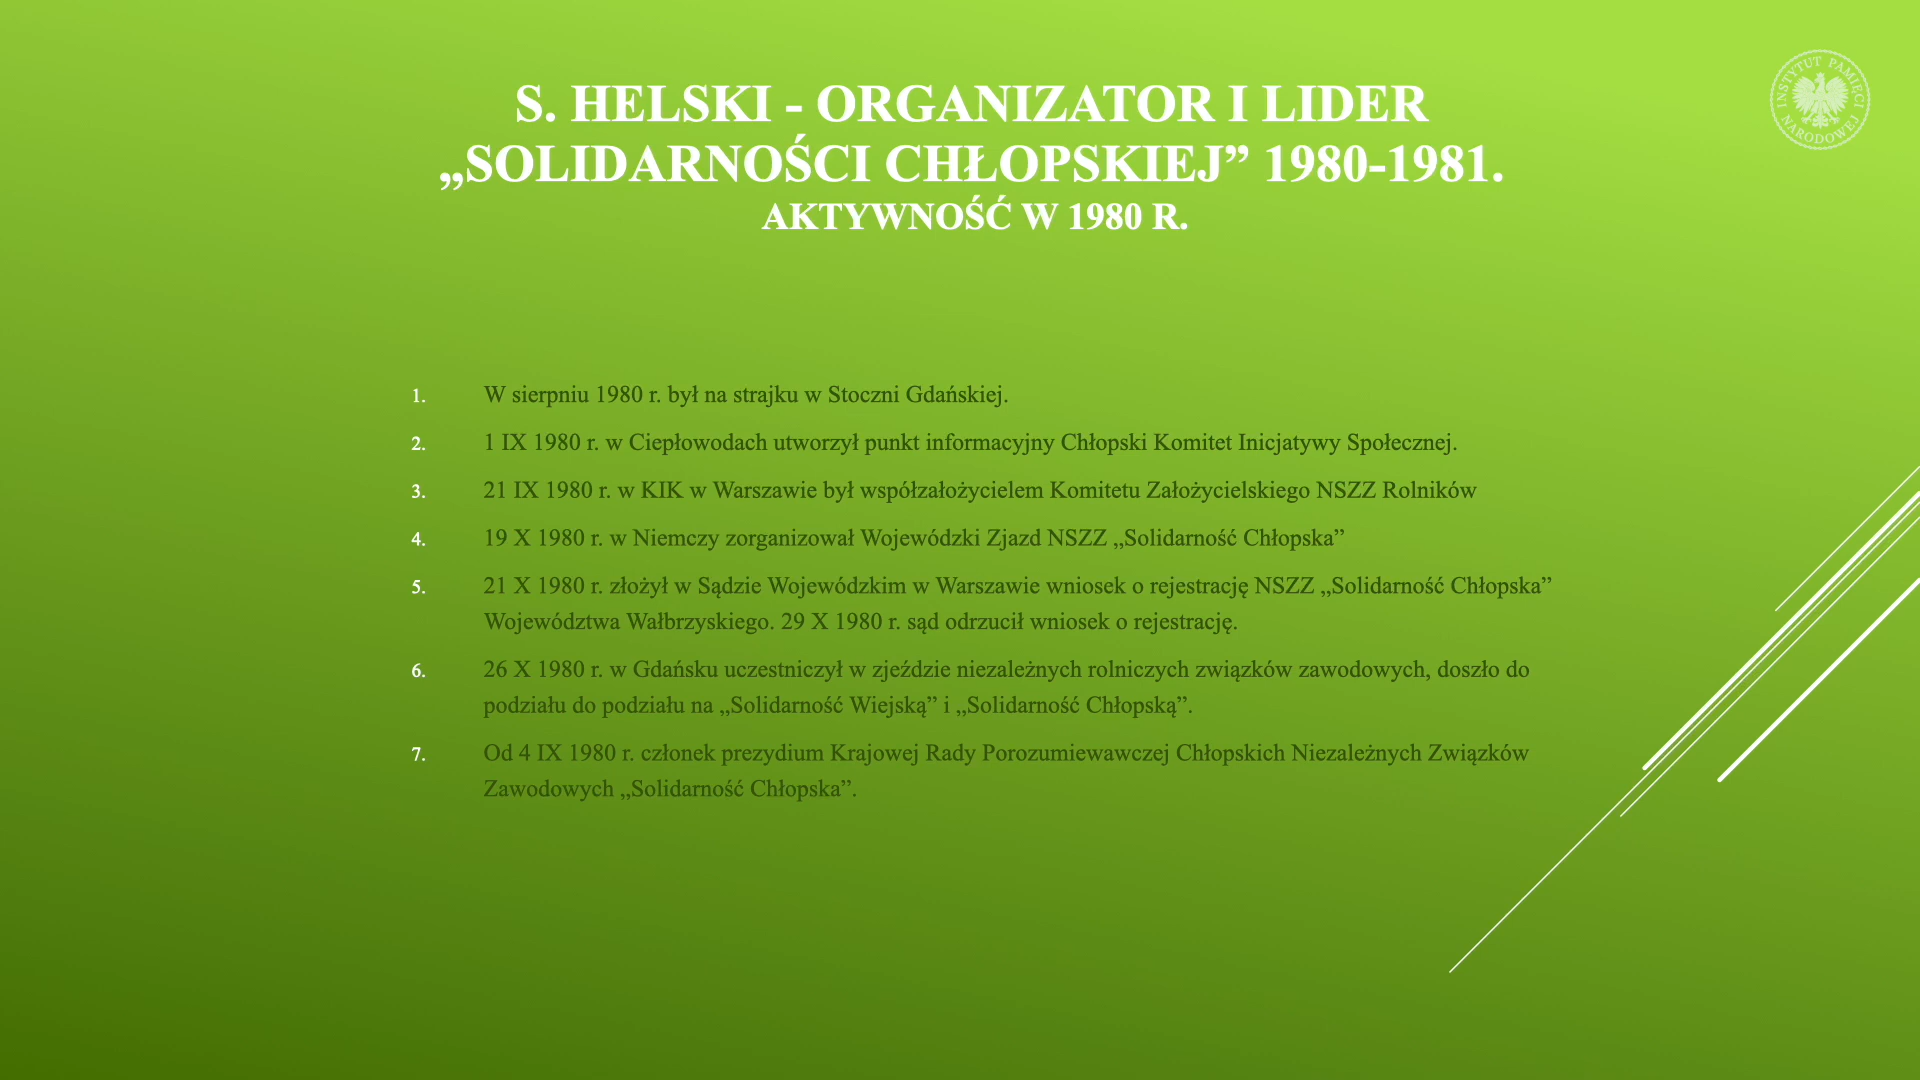 S. HELSKI - ORGANIZATOR I LIDER
„SOLIDARNOŚCI CHŁOPSKIEJ” 1980-1981.
AKTYWNOŚĆ W 1980 R.
INSTYTUT PAMIĘCI NARODOWEJ
1. W sierpniu 1980 r. był na strajku w Stoczni Gdańskiej.
2. 1 IX 1980 r. w Ciepłowodach utworzył punkt informacyjny Chłopski Komitet Inicjatywy Społecznej.
3. 21 IX 1980 r. w KIK w Warszawie był współzałożycielem Komitetu Założycielskiego NSZZ Rolników
4. 19 X 1980 r. w Niemczy zorganizował Wojewódzki Zjazd NSZZ „Solidarność Chłopska”
5. 21 X 1980 r. złożył w Sądzie Wojewódzkim w Warszawie wniosek o rejestrację NSZZ „Solidarność Chłopska”
Województwa Wałbrzyskiego. 29 X 1980 r. sąd odrzucił wniosek o rejestrację.
6. 26 X 1980 r. w Gdańsku uczestniczył w zjeździe niezależnych rolniczych związków zawodowych, doszło do
podziału do podziału na „Solidarność Wiejską” i „Solidarność Chłopską”.
7. Od 4 IX 1980 r. członek prezydium Krajowej Rady Porozumiewawczej Chłopskich Niezależnych Związków
Zawodowych „Solidarność Chłopska”.